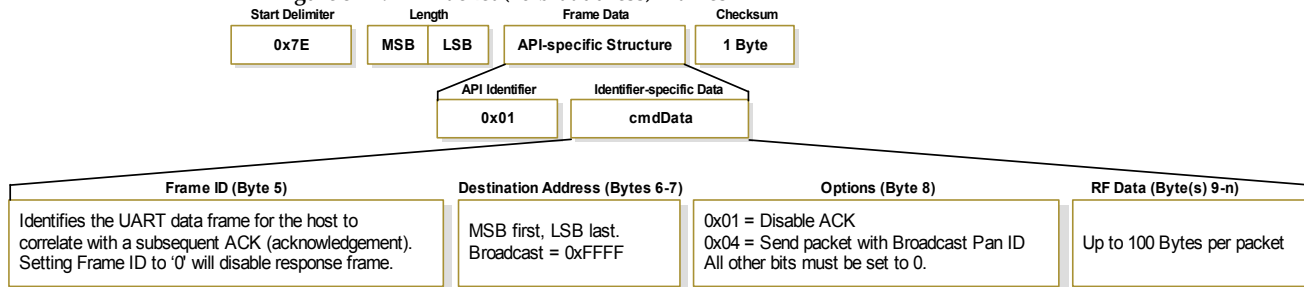 Start Delimiter Length Frame Data Checksum
0x7E MSB LSB API-specific Structure 1 Byte
API Identifier Identifier-specific Data
0x01 cmdData
Frame ID (Byte 5)
Identifies the UART data frame for the host to
correlate with a subsequent ACK (acknowledgement).
Setting Frame ID to ‘0' will disable response frame.
Destination Address (Bytes 6-7)
MSB first, LSB last.
Broadcast = 0xFFFF
Options (Byte 8)
0x01 = Disable ACK
0x04 = Send packet with Broadcast Pan ID
All other bits must be set to 0.
RF Data (Byte(s) 9-n)
Up to 100 Bytes per packet